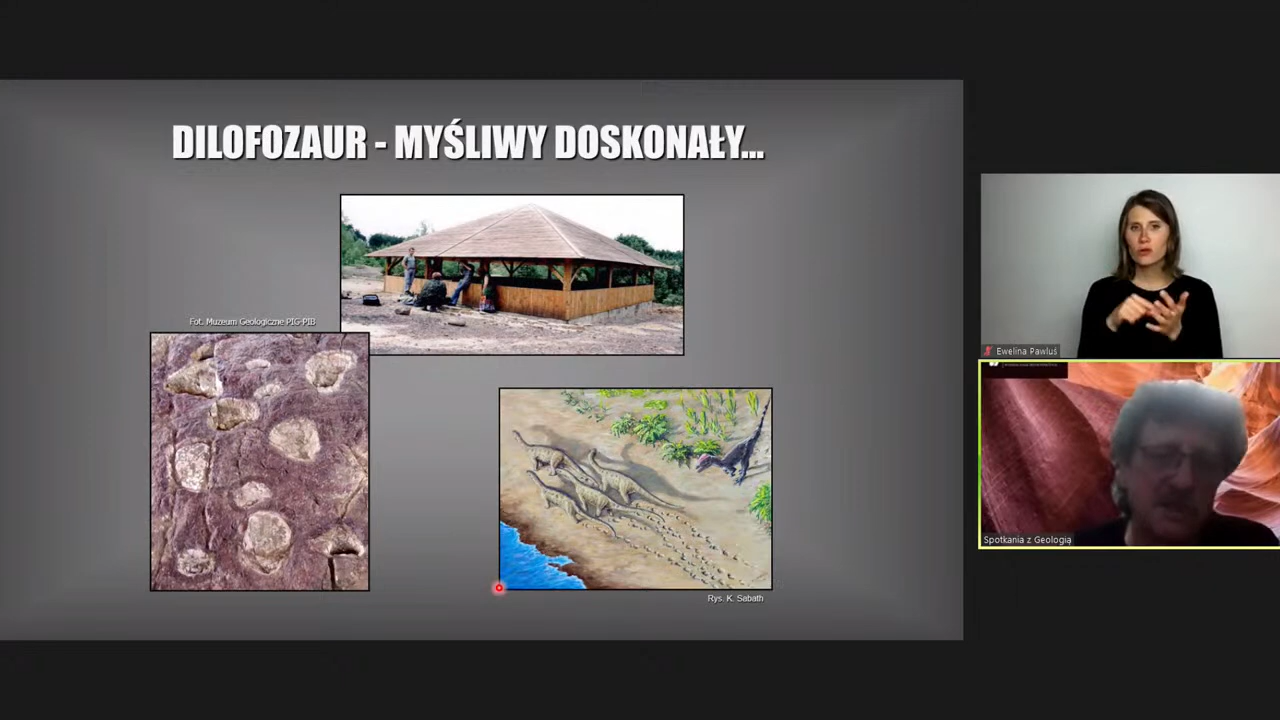 DILOFOZAUR - MYŚLIWY DOSKONAŁY...
Fot. Muzeum Geologiczne PIG-PIB
Rys. K. Sabath
Ewelina Pawluś
Spotkania z Geologią